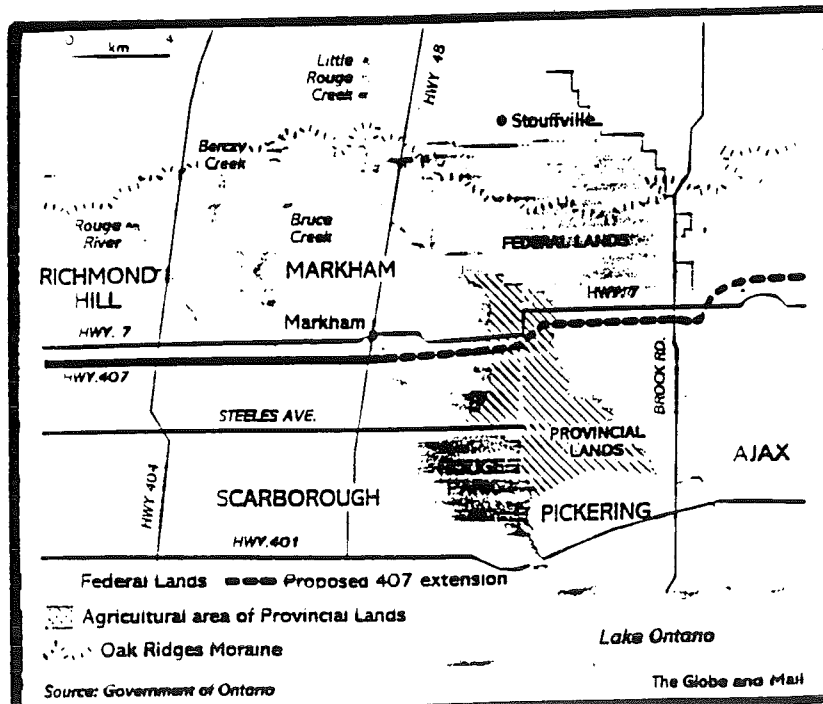 0 4
km
Little
Rouge
Creek
HWY 48
Stouffville
Berczy
Creek
Rouge
River
Bruce
Creek
FEDERAL LANDS
RICHMOND
HILL
MARKHAM
HWY. 7
Markham
HWY. 7
HWY.407
BROCK RD.
STEELES AVE.
PROVINCIAL
LANDS
AJAX
ROUGE
PARK
HWY 404
SCARBOROUGH
PICKERING
HWY.401
Federal Lands Proposed 407 extension
Agricultural area of Provincial Lands
Oak Ridges Moraine
Lake Ontario
Source: Government of Ontario
The Globe and Mail